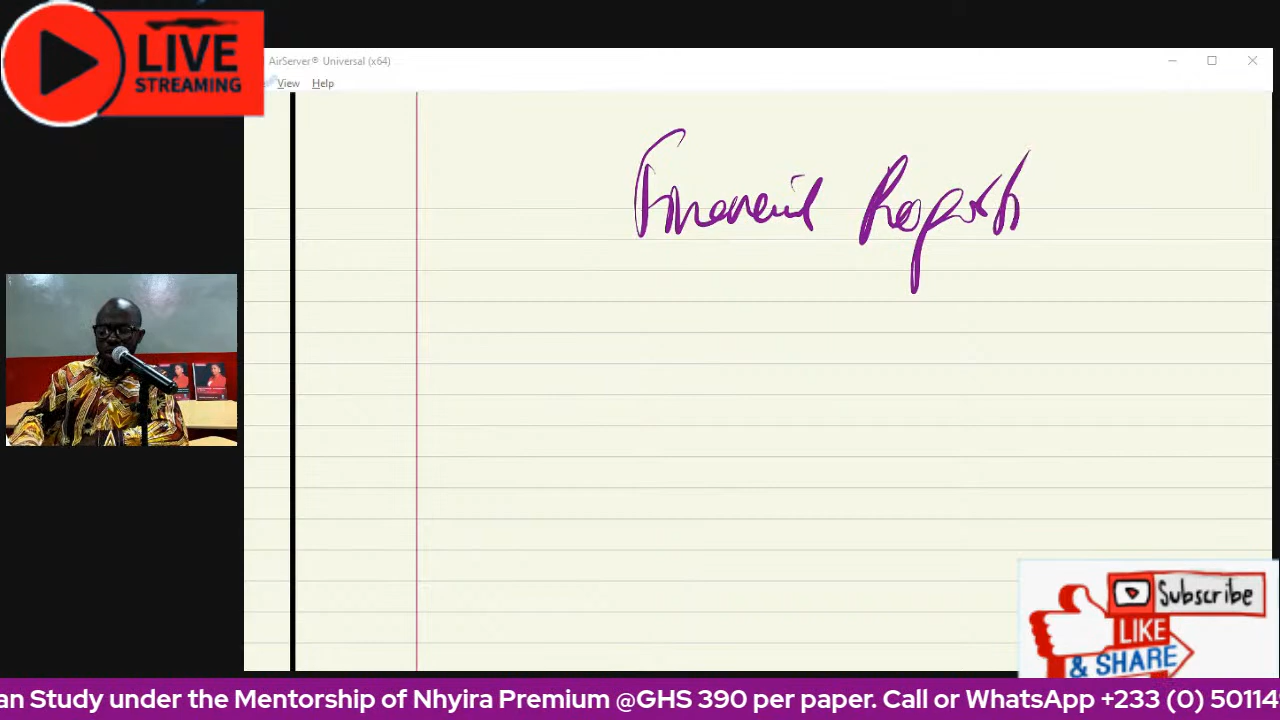 LIVE
STREAMING
AirServer® Universal (x64)
View Help
Financial Reports
Subscribe
LIKE
& SHARE
an Study under the Mentorship of Nhyira Premium @GHS 390 per paper. Call or WhatsApp +233 (0) 50114